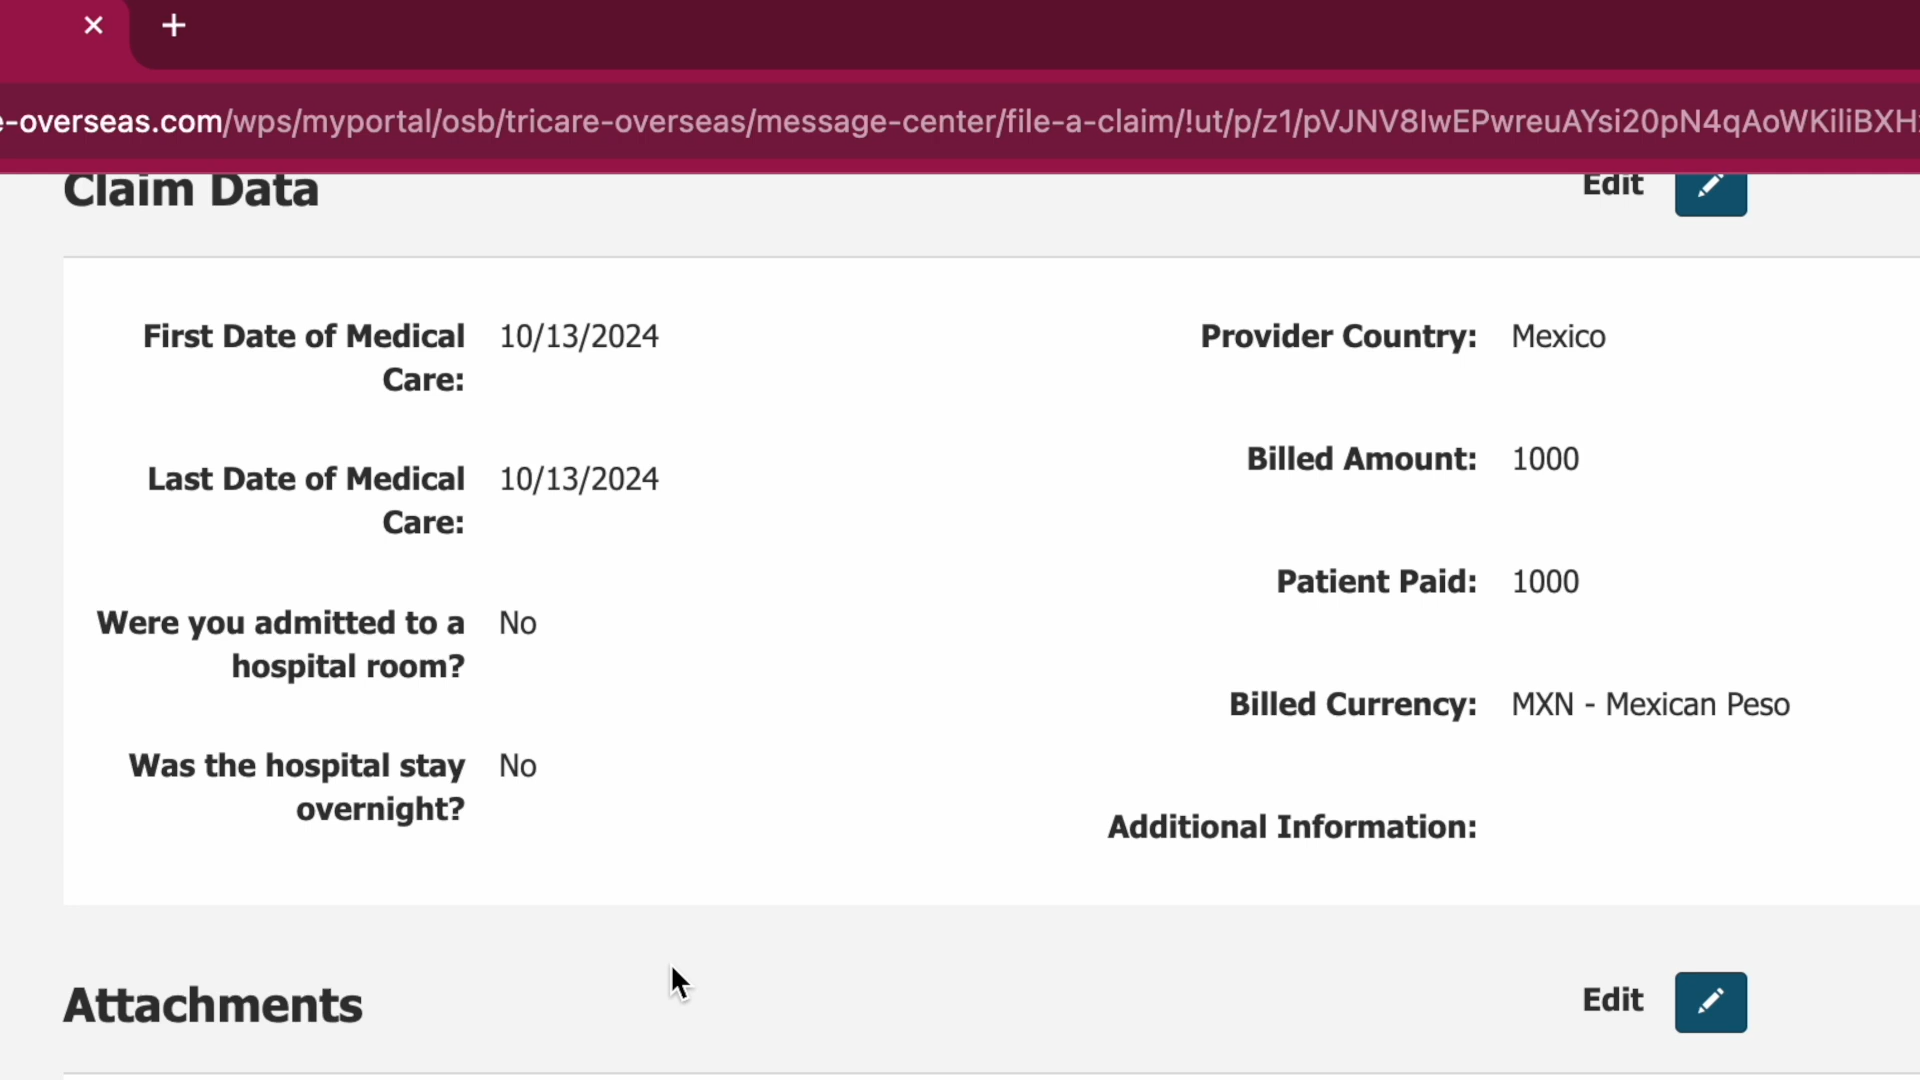 -overseas.com/wps/myportal/osb/tricare-overseas/message-center/file-a-claim/!ut/p/z1/pVJNV8IwEPwreuAYsi20pN4qAoWKiliBXH
Claim Data
Edit
First Date of Medical Care:
10/13/2024
Last Date of Medical Care:
10/13/2024
Were you admitted to a hospital room?
No
Was the hospital stay overnight?
No
Provider Country:
Mexico
Billed Amount:
1000
Patient Paid:
1000
Billed Currency:
MXN - Mexican Peso
Additional Information:
Attachments
Edit